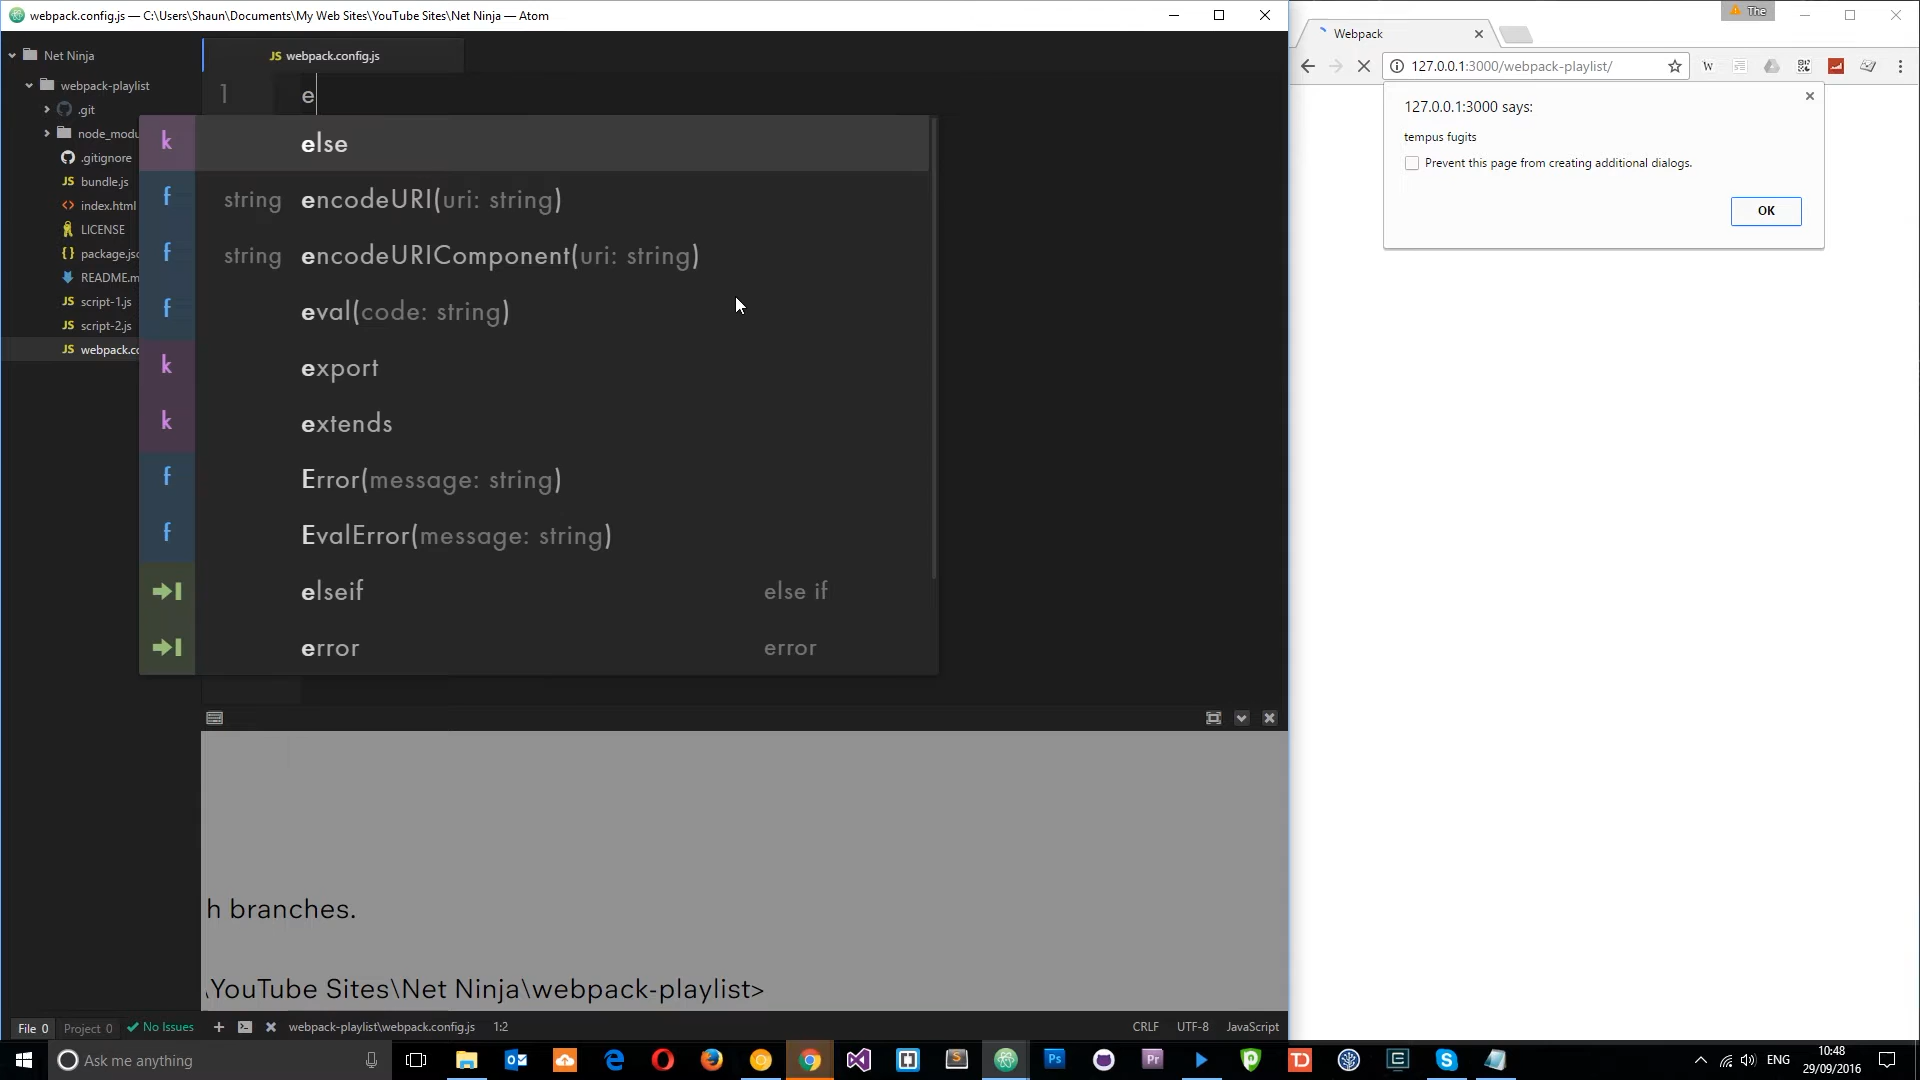 webpack.config.js — C:\Users\Shaun\Documents\My Web Sites\YouTube Sites\Net Ninja — Atom
Net Ninja
webpack-playlist
.git
node_modu
.gitignore
bundle.js
index.html
LICENSE
package.jsc
README.m
script-1.js
script-2.js
webpack.cc
JS webpack.config.js
1
e
k else
f string encodeURI(uri: string)
f string encodeURIComponent(uri: string)
f eval(code: string)
k export
k extends
f Error(message: string)
f EvalError(message: string)
elseif else if
error error
h branches.
\YouTube Sites\Net Ninja\webpack-playlist>
File 0 Project 0 No Issues webpack-playlist\webpack.config.js 1:2 CRLF UTF-8 JavaScript
The
Webpack
127.0.0.1:3000/webpack-playlist/
127.0.0.1:3000 says:
tempus fugits
Prevent this page from creating additional dialogs.
OK
Ask me anything
ENG
10:48
29/09/2016